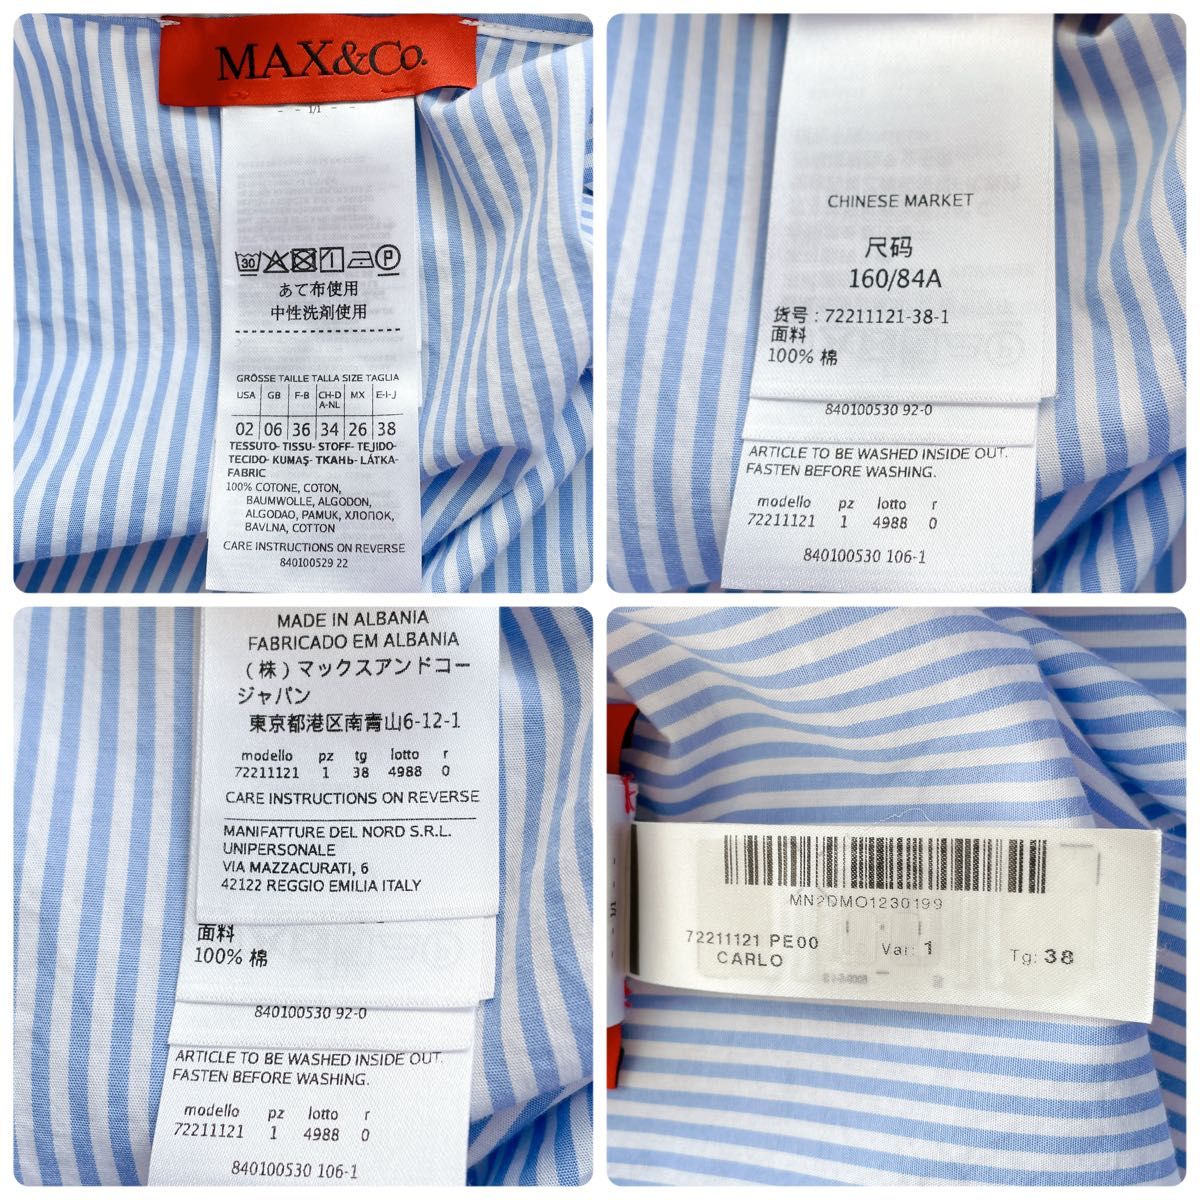 MAX&Co.
- - 1/1 - -
30 P
あて布使用
中性洗剤使用
GRÖSSE TAILLE TALLA SIZE TAGLIA
USA GB F-B CH-D A-NL MX E-I-J
02 06 36 34 26 38
TESSUTO- TISSU- STOFF- TEJIDO-
TECIDO- KUMAŞ- ТКАНЬ- LÁTKA-
FABRIC
100% COTONE, COTON,
BAUMWOLLE, ALGODON,
ALGODAO, PAMUK, ХЛОПОК,
BAVLNA, COTTON
CARE INSTRUCTIONS ON REVERSE
840100529 22
CHINESE MARKET
尺码
160/84A
货号 : 72211121-38-1
面料
100% 棉
840100530 92-0
ARTICLE TO BE WASHED INSIDE OUT.
FASTEN BEFORE WASHING.
modello pz lotto r
72211121 1 4988 0
840100530 106-1
MADE IN ALBANIA
FABRICADO EM ALBANIA
(株)マックスアンドコー
ジャパン
東京都港区南青山6-12-1
modello pz tg lotto r
72211121 1 38 4988 0
CARE INSTRUCTIONS ON REVERSE
MANIFATTURE DEL NORD S.R.L.
UNIPERSONALE
VIA MAZZACURATI, 6
42122 REGGIO EMILIA ITALY
面料
100% 棉
840100530 92-0
ARTICLE TO BE WASHED INSIDE OUT.
FASTEN BEFORE WASHING.
modello pz lotto r
72211121 1 4988 0
840100530 106-1
MN2DMO1230199
72211121 PE00 Var: 1 Tg: 38
CARLO
- 1/1 -